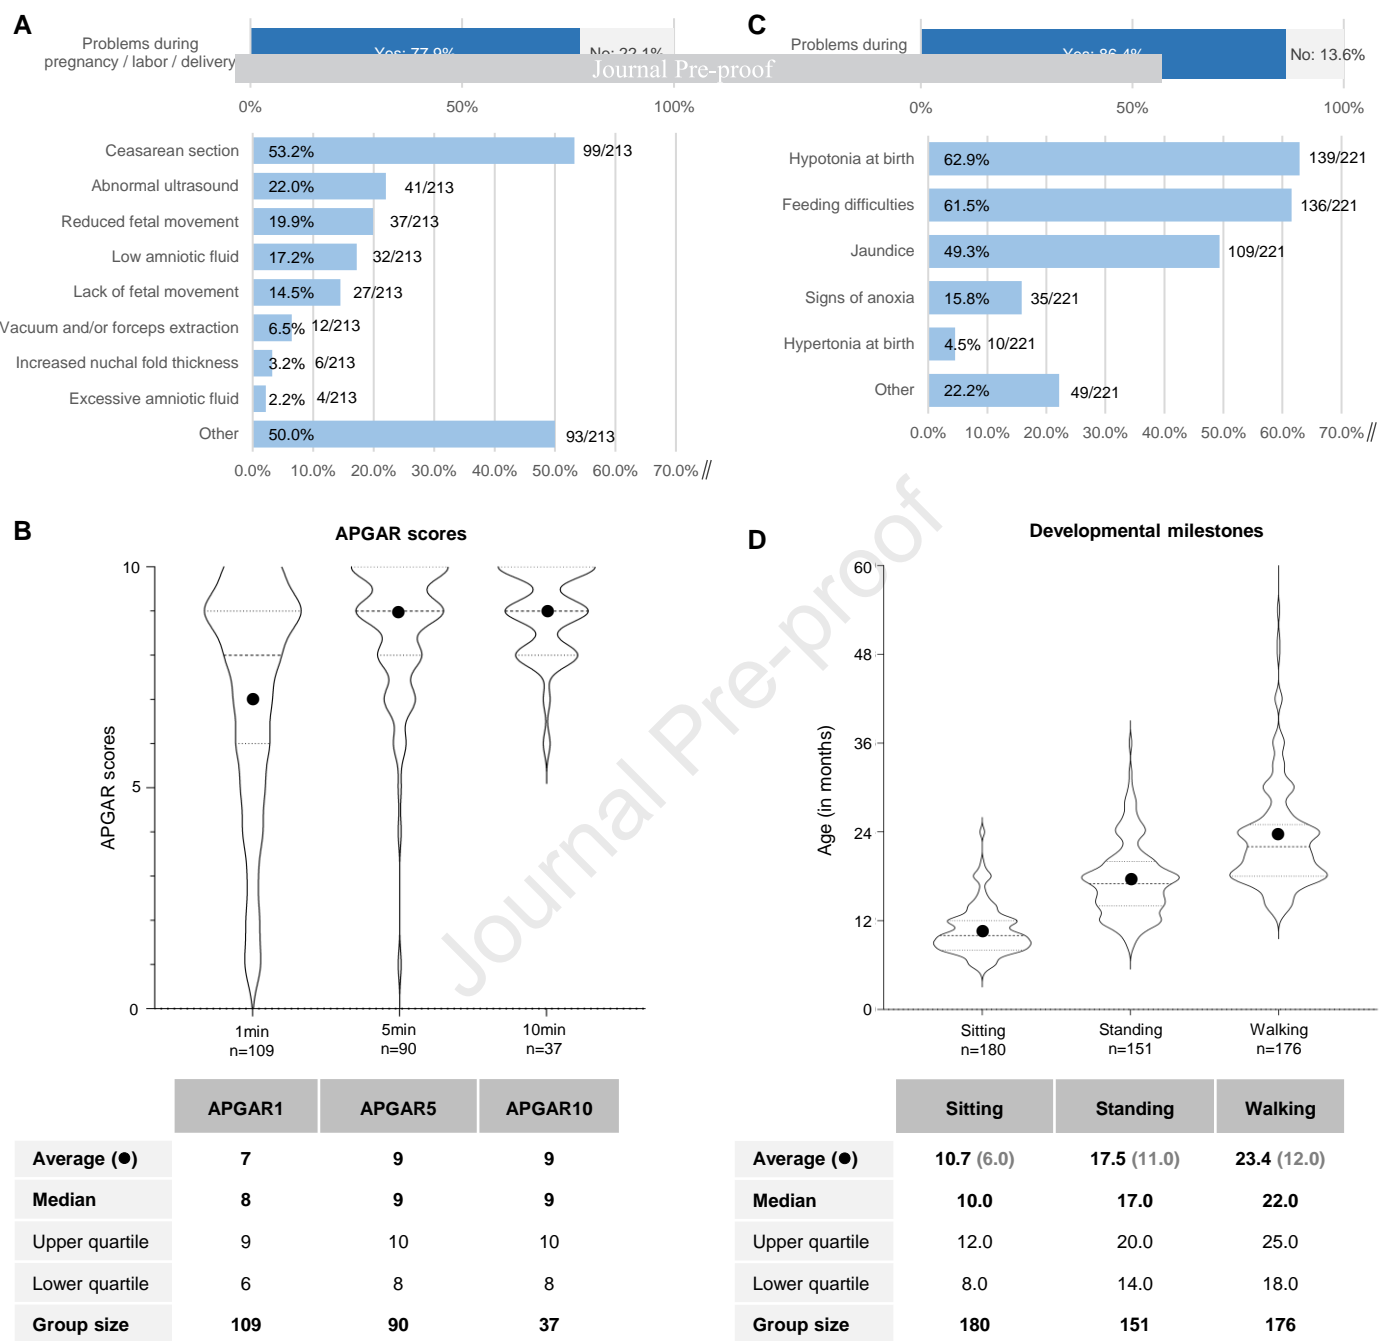 A
Problems during
pregnancy / labor / delivery
Yes: 77.9%
No: 22.1%
Journal Pre-proof
0%
50%
100%
Ceasarean section
53.2%
99/213
Abnormal ultrasound
22.0%
41/213
Reduced fetal movement
19.9%
37/213
Low amniotic fluid
17.2%
32/213
Lack of fetal movement
14.5%
27/213
Vacuum and/or forceps extraction
6.5%
12/213
Increased nuchal fold thickness
3.2%
6/213
Excessive amniotic fluid
2.2%
4/213
Other
50.0%
93/213
0.0% 10.0% 20.0% 30.0% 40.0% 50.0% 60.0% 70.0% //
C
Problems during
Yes: 86.4%
No: 13.6%
0%
50%
100%
Hypotonia at birth
62.9%
139/221
Feeding difficulties
61.5%
136/221
Jaundice
49.3%
109/221
Signs of anoxia
15.8%
35/221
Hypertonia at birth
4.5%
10/221
Other
22.2%
49/221
0.0% 10.0% 20.0% 30.0% 40.0% 50.0% 60.0% 70.0% //
B
APGAR scores
APGAR scores
10
5
0
1min
n=109
5min
n=90
10min
n=37
APGAR1 APGAR5 APGAR10
Average (●) 7 9 9
Median 8 9 9
Upper quartile 9 10 10
Lower quartile 6 8 8
Group size 109 90 37
D
Developmental milestones
Age (in months)
60
48
36
24
12
0
Sitting
n=180
Standing
n=151
Walking
n=176
Sitting Standing Walking
Average (●) 10.7 (6.0) 17.5 (11.0) 23.4 (12.0)
Median 10.0 17.0 22.0
Upper quartile 12.0 20.0 25.0
Lower quartile 8.0 14.0 18.0
Group size 180 151 176
Journal Pre-proof